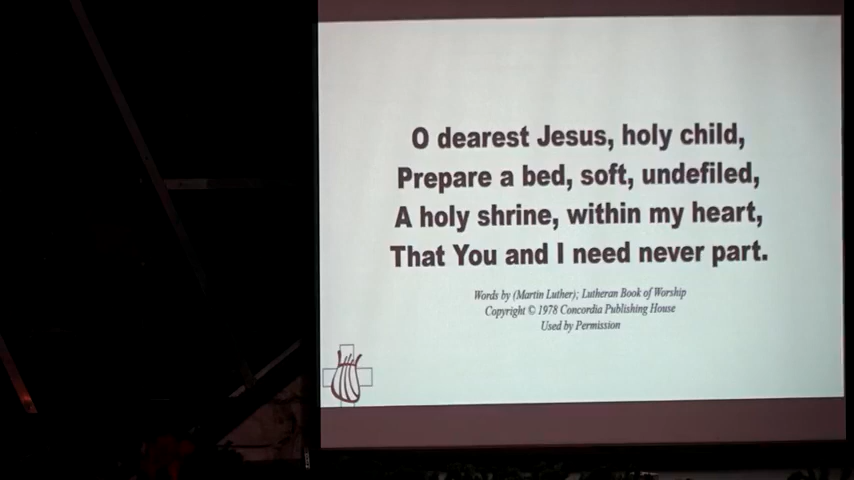 O dearest Jesus, holy child,
Prepare a bed, soft, undefiled,
A holy shrine, within my heart,
That You and I need never part.
Words by (Martin Luther); Lutheran Book of Worship
Copyright © 1978 Concordia Publishing House
Used by Permission